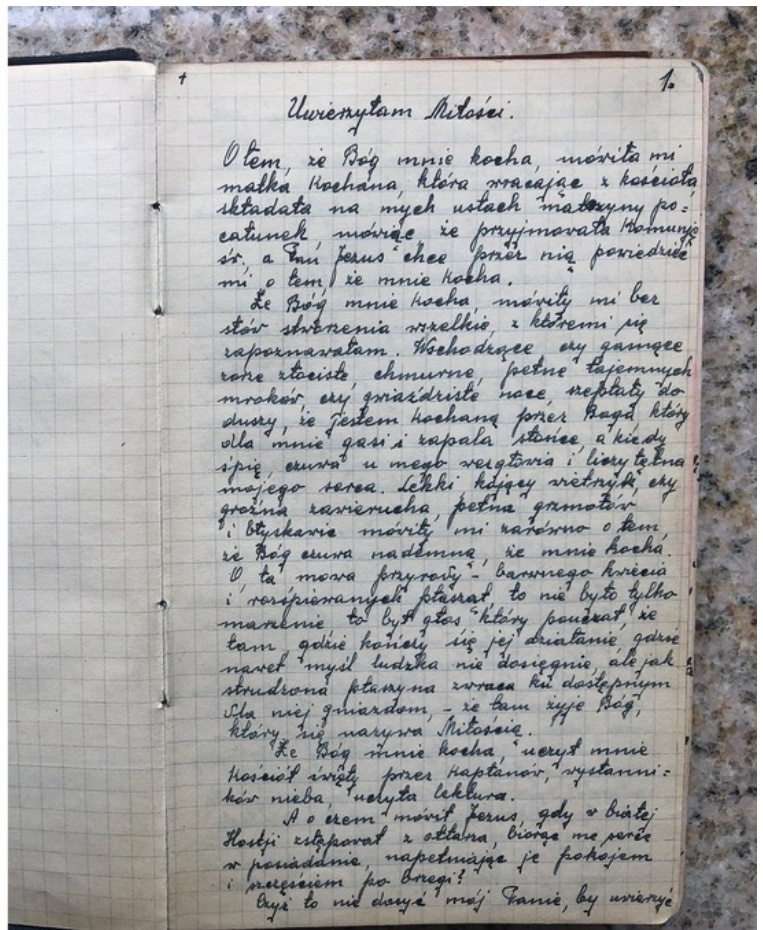 + 1.
Uwierzyłam Miłości.
O tem, że Bóg mnie kocha, mówiła mi
matka kochana, która wracając z kościoła
składała na mych ustach matczyny po=
całunek, mówiąc, że przyjmowała Komunję
św, a Pan Jezus chce przez nią powiedzieć
mi o tem, że mnie kocha.
Że Bóg mnie kocha, mówiły mi bez
słów stworzenia wszelkie, z któremi się
zapoznawałam. Wschodzące czy gasnące
zorze złociste, chmurne, pełne tajemnych
mroków, czy gwiaździste noce, szeptały do
duszy, że jestem kochaną przez Boga który
dla mnie gasi i zapala słońce, a kiedy
śpię, czuwa u mego wezgłowia i liczy tętna
mojego serca. Lekki kojący wietrzyk, czy
groźna zawierucha, pełna grzmotów
i błyskawic mówiły mi zarówno o tem,
że Bóg czuwa nademną, że mnie kocha.
O, ta mowa przyrody – barwnego kwiecia
i rozśpiewanych ptasząt to nie było tylko
marzenie to był głos który pouczał, że
tam, gdzie kończy się jej działanie, gdzie
nawet myśl ludzka nie dosięgnie, ale jak
strudzona ptaszyna zwraca ku dostępnym
dla niej gniazdom, – że tam żyje Bóg,
który się nazywa Miłością.
Że Bóg mnie kocha, uczył mnie
Kościół święty przez kapłanów, wysłanni=
ków nieba, uczyła lektura.
A o czem mówił Jezus, gdy w białej
Hostji zstępował z ołtarza, biorąc me serce
w posiadanie, napełniając je pokojem
i szczęściem po brzegi?
Czyż to nie dosyć mój Panie, by uwierzyć